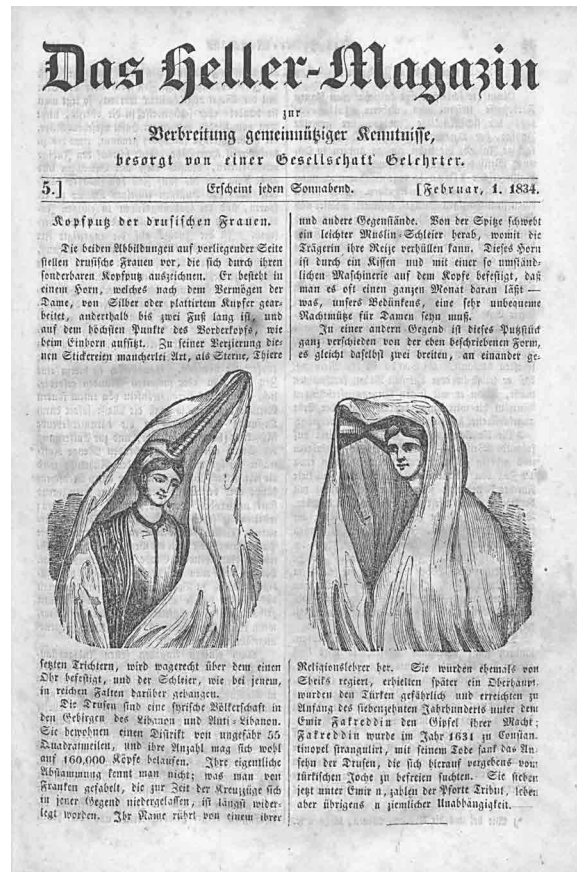 Das Heller-Magazin
zur
Verbreitung gemeinnütziger Kenntnisse,
besorgt von einer Gesellschaft Gelehrter.
5.] Erscheint jeden Sonnabend. [Februar, 1. 1834.
Kopfputz der drusischen Frauen.
Die beiden Abbildungen auf vorliegender Seite
stellen drusische Frauen vor, die sich durch ihren
sonderbaren Kopfputz auszeichnen. Er besteht in
einem Horn, welches nach dem Vermögen der
Dame, von Silber oder plattirtem Kupfer gear-
beitet, anderthalb bis zwei Fuß lang ist, und
auf dem höchsten Punkte des Vorderkopfs, wie
beim Einhorn aufsitzt. Zu seiner Verzierung die-
nen Stickereien mancherlei Art, als Sterne, Thiere
und andere Gegenstände. Von der Spitze schwebt
ein leichter Muslin-Schleier herab, womit die
Trägerin ihre Reize verhüllen kann. Dieses Horn
ist durch ein Kissen und mit einer so umständ-
lichen Maschinerie auf dem Kopfe befestigt, daß
man es oft einen ganzen Monat daran läßt —
was, unsers Bedünkens, eine sehr unbequeme
Nachtmütze für Damen seyn muß.
In einer andern Gegend ist dieses Putzstück
ganz verschieden von der eben beschriebenen Form,
es gleicht daselbst zwei breiten, an einander ge-
setzten Trichtern, wird wagerecht über dem einen
Ohr befestigt, und der Schleier, wie bei jenem,
in reichen Falten darüber gehangen.
Die Drusen sind eine syrische Völkerschaft in
den Gebirgen des Libanon und Anti-Libanon.
Sie bewohnen einen Distrikt von ungefähr 55
Quadratmeilen, und ihre Anzahl mag sich wohl
auf 160,000 Köpfe belaufen. Ihre eigentliche
Abstammung kennt man nicht; was man von
Franken gefabelt, die zur Zeit der Kreuzzüge sich
in jener Gegend niedergelassen, ist längst wider-
legt worden. Ihr Name rührt von einem ihrer
Religionslehrer her. Sie wurden ehemals von
Sheiks regiert, erhielten später ein Oberhaupt,
wurden den Türken gefährlich und erreichten zu
Anfang des siebenzehnten Jahrhunderts unter dem
Emir Fakreddin den Gipfel ihrer Macht;
Fakreddin wurde im Jahr 1631 zu Constan-
tinopel strangulirt, mit seinem Tode sank das An-
sehn der Drusen, die sich hierauf vergebens vom
türkischen Joche zu befreien suchten. Sie stehen
jetzt unter Emirn, zahlen der Pforte Tribut, leben
aber übrigens in ziemlicher Unabhängigkeit.